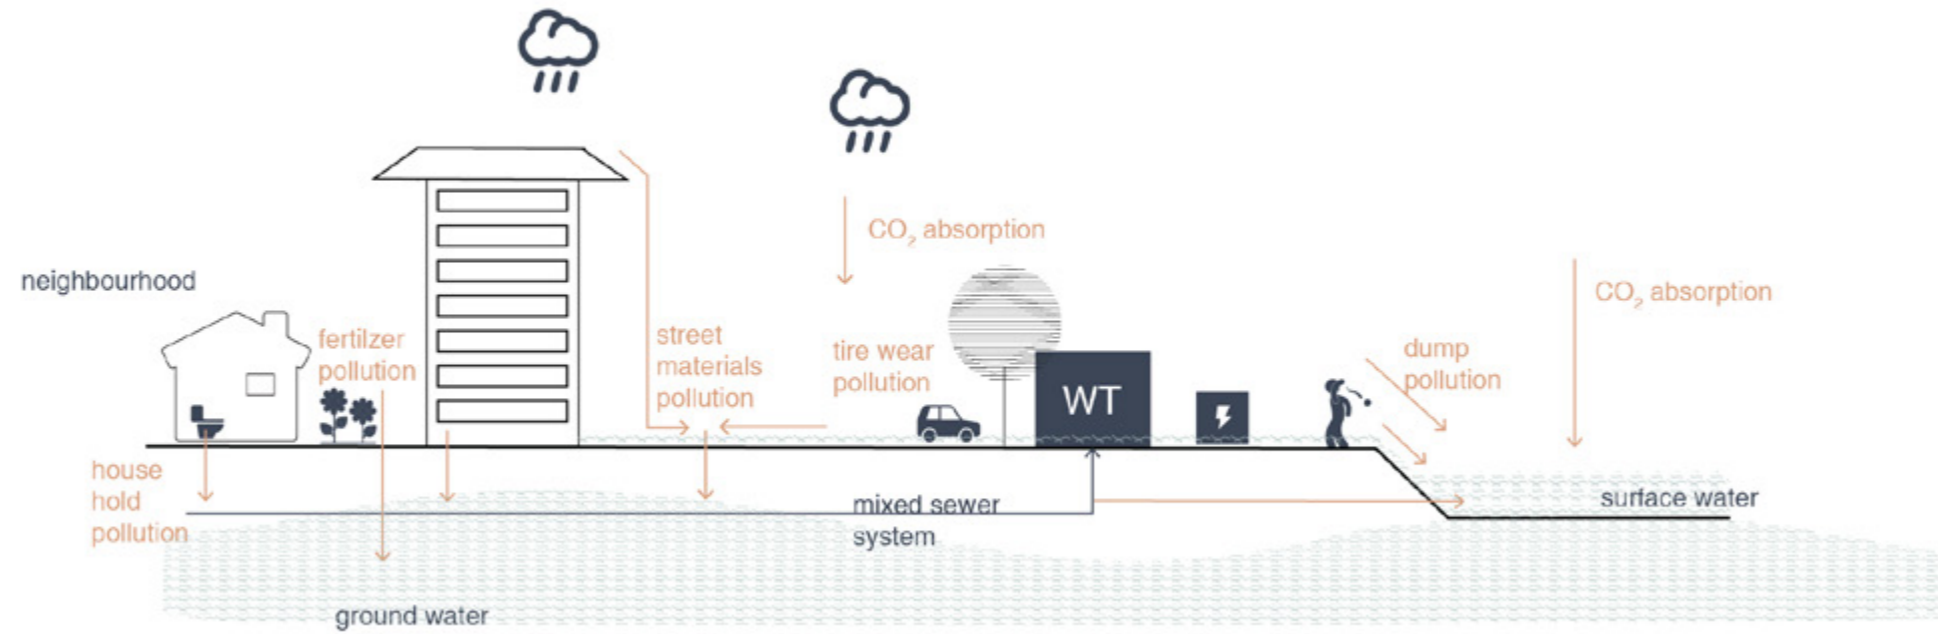 CO₂ absorption
neighbourhood
CO₂ absorption
fertilzer
pollution
street
materials
pollution
tire wear
pollution
dump
pollution
WT
house
hold
pollution
mixed sewer
system
surface water
ground water